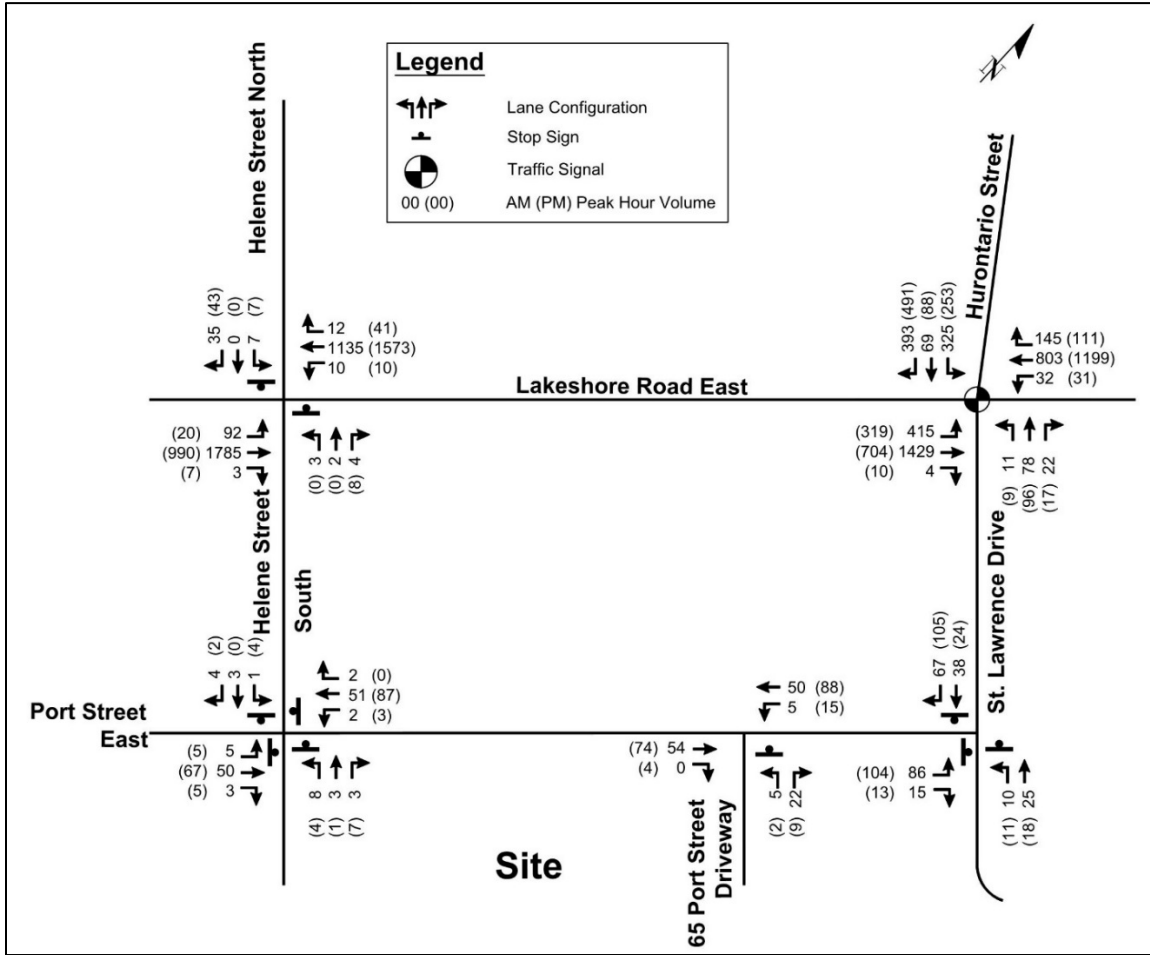 N
Legend
Lane Configuration
Stop Sign
Traffic Signal
00 (00) AM (PM) Peak Hour Volume
Helene Street North
Hurontario Street
35 (43)
0 (0)
7 (7)
12 (41)
1135 (1573)
10 (10)
393 (491)
69 (88)
325 (253)
145 (111)
803 (1199)
32 (31)
Lakeshore Road East
(20) 92
(990) 1785
(7) 3
(0) 3
(0) 2
(8) 4
(319) 415
(704) 1429
(10) 4
(9) 11
(96) 78
(17) 22
Helene Street
South
St. Lawrence Drive
4 (2)
3 (0)
1 (4)
2 (0)
51 (87)
2 (3)
50 (88)
5 (15)
67 (105)
38 (24)
Port Street
East
(5) 5
(67) 50
(5) 3
(4) 8
(1) 3
(7) 3
(74) 54
(4) 0
(2) 5
(9) 22
(104) 86
(13) 15
(11) 10
(18) 25
Site
65 Port Street
Driveway